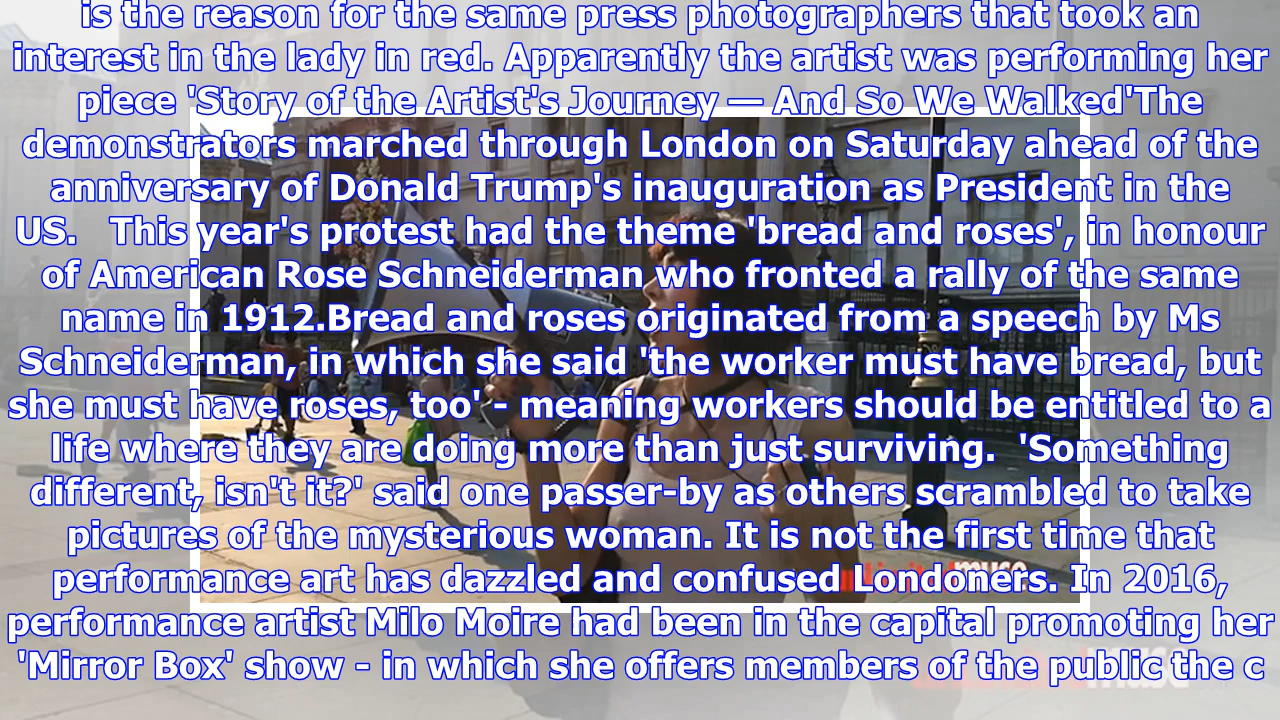 is the reason for the same press photographers that took an
interest in the lady in red. Apparently the artist was performing her
piece 'Story of the Artist's Journey — And So We Walked'The
demonstrators marched through London on Saturday ahead of the
anniversary of Donald Trump's inauguration as President in the
US.   This year's protest had the theme 'bread and roses', in honour
of American Rose Schneiderman who fronted a rally of the same
name in 1912.Bread and roses originated from a speech by Ms
Schneiderman, in which she said 'the worker must have bread, but
she must have roses, too' - meaning workers should be entitled to a
life where they are doing more than just surviving.  'Something
different, isn't it?' said one passer-by as others scrambled to take
pictures of the mysterious woman. It is not the first time that
performance art has dazzled and confused Londoners. In 2016,
performance artist Milo Moire had been in the capital promoting her
'Mirror Box' show - in which she offers members of the public the c